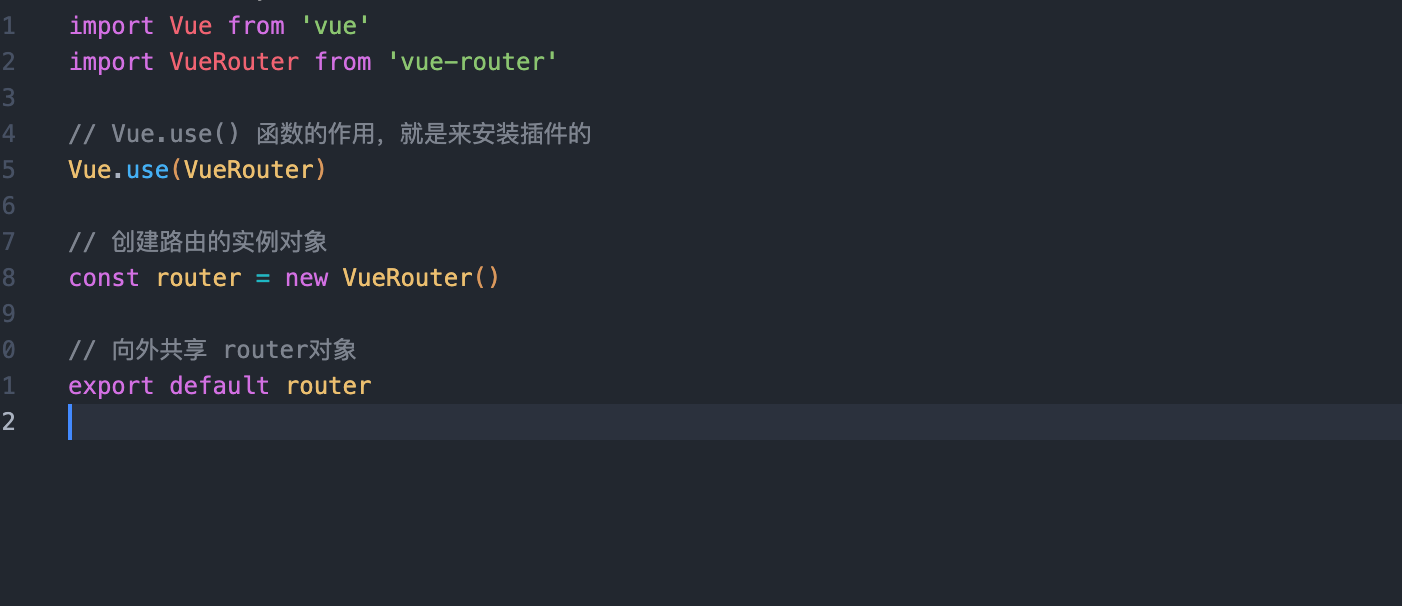 1 import Vue from 'vue'
2 import VueRouter from 'vue-router'
3
4 // Vue.use() 函数的作用，就是来安装插件的
5 Vue.use(VueRouter)
6
7 // 创建路由的实例对象
8 const router = new VueRouter()
9
0 // 向外共享 router对象
1 export default router
2